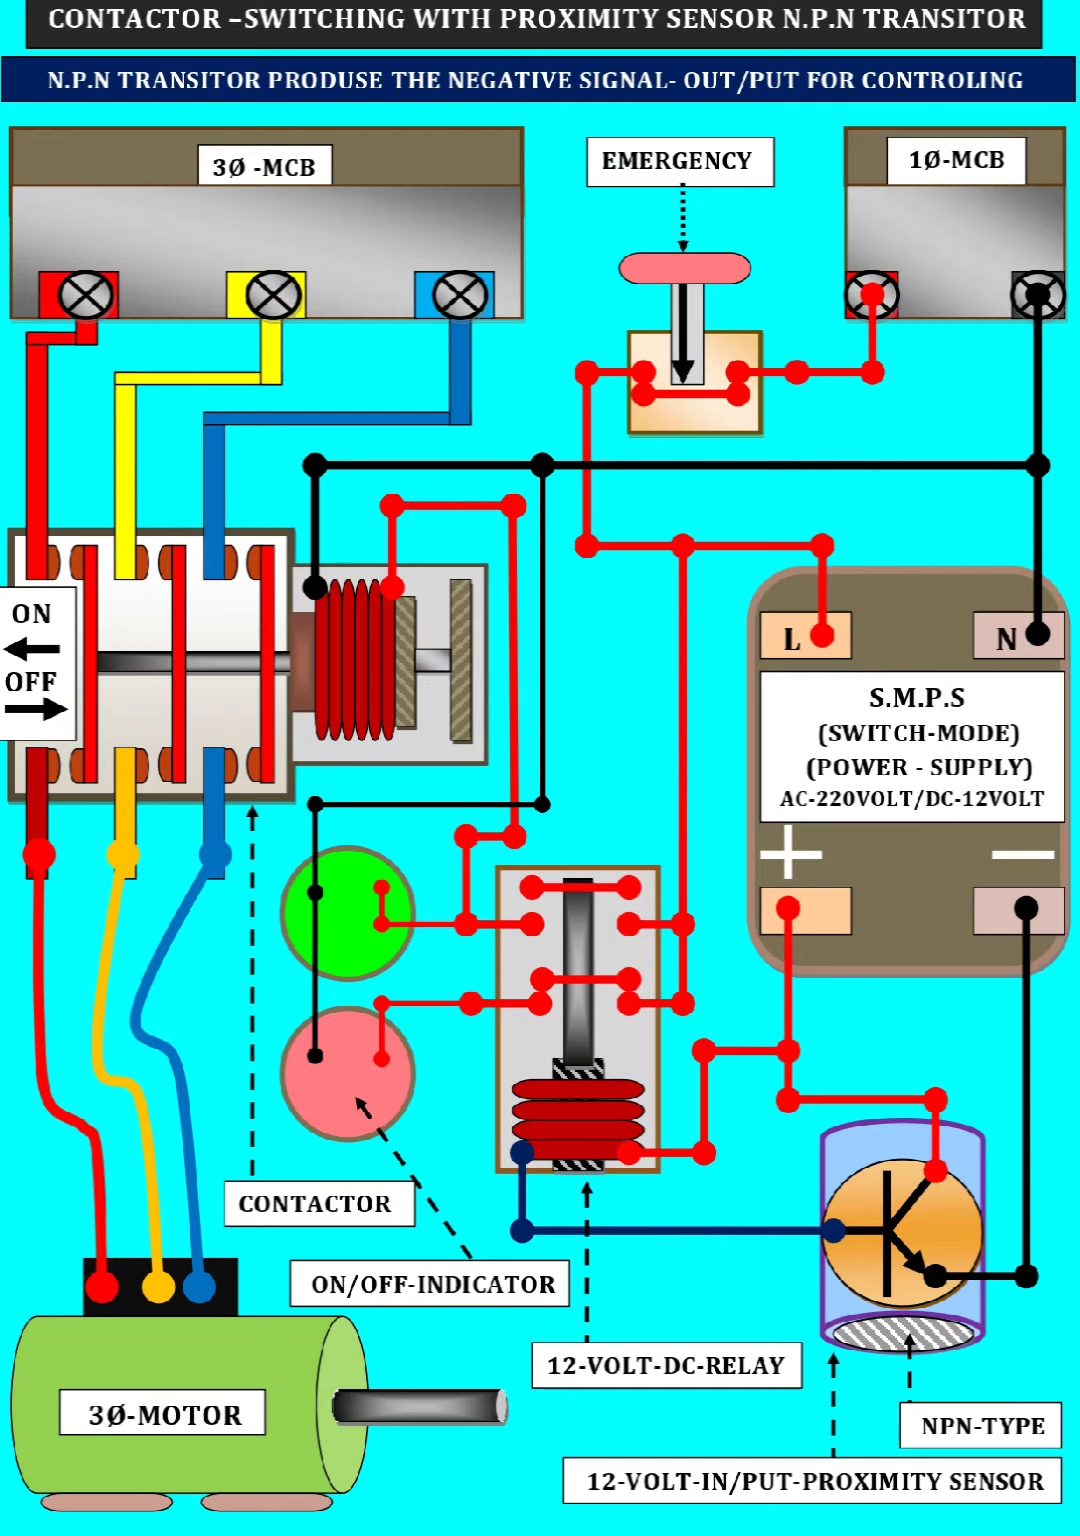 CONTACTOR –SWITCHING WITH PROXIMITY SENSOR N.P.N TRANSITOR
N.P.N TRANSITOR PRODUSE THE NEGATIVE SIGNAL- OUT/PUT FOR CONTROLING
3Ø -MCB
EMERGENCY
1Ø-MCB
ON
OFF
L
N
S.M.P.S
(SWITCH-MODE)
(POWER - SUPPLY)
AC-220VOLT/DC-12VOLT
CONTACTOR
ON/OFF-INDICATOR
12-VOLT-DC-RELAY
3Ø-MOTOR
NPN-TYPE
12-VOLT-IN/PUT-PROXIMITY SENSOR